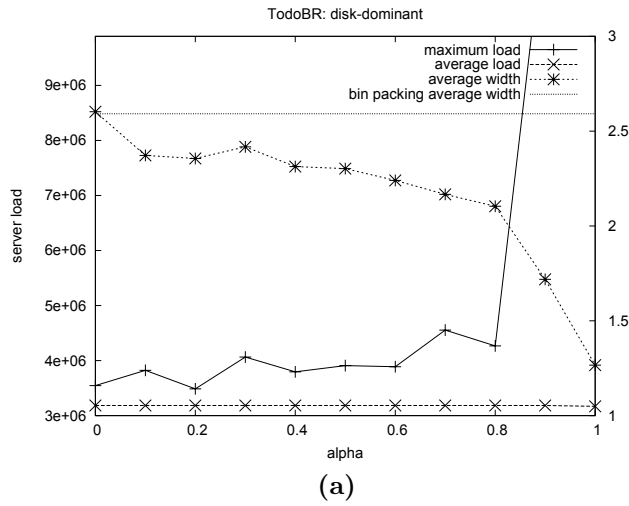 TodoBR: disk-dominant
maximum load
average load
average width
bin packing average width
9e+06
8e+06
7e+06
6e+06
5e+06
4e+06
3e+06
server load
3
2.5
2
1.5
1
0 0.2 0.4 0.6 0.8 1
alpha
(a)